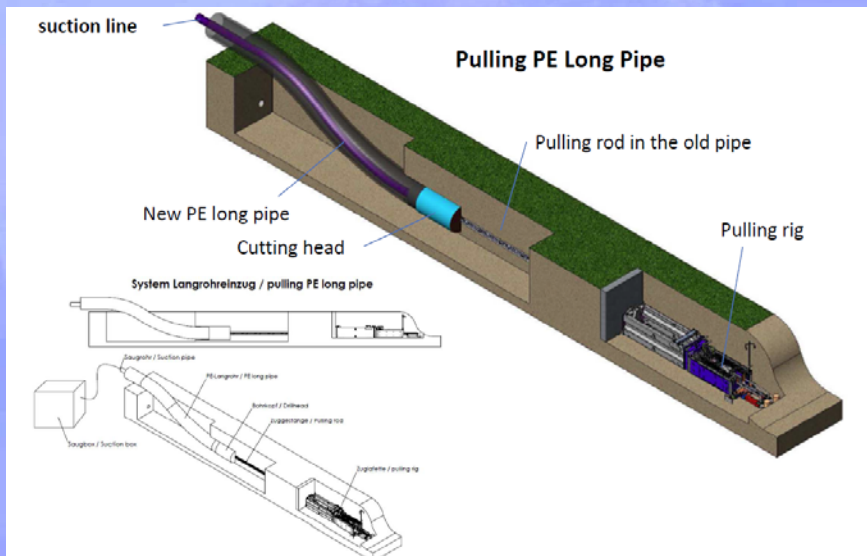 suction line
Pulling PE Long Pipe
Pulling rod in the old pipe
New PE long pipe
Cutting head
Pulling rig
System Langrohreinzug / pulling PE long pipe
Saugrohr / Suction pipe
PE-Langrohr / PE long pipe
Bohrkopf / Drillhead
Zuggestänge / Pulling rod
Saugbox / Suction box
Zuglafette / pulling rig